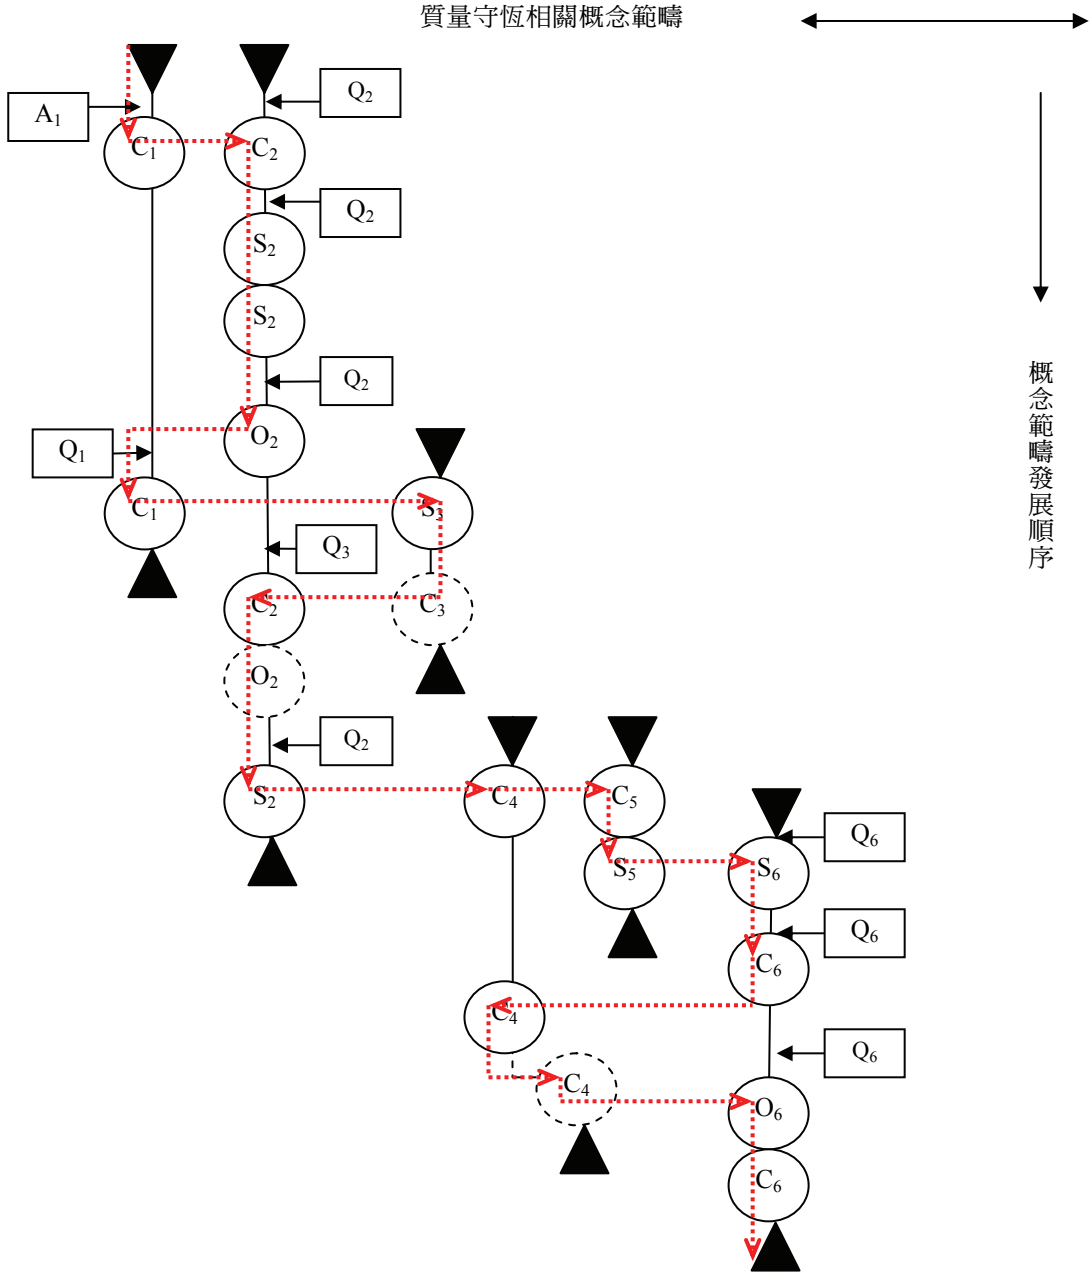 質量守恆相關概念範疇
Q₂
A₁
C₁
C₂
Q₂
S₂
S₂
Q₂
O₂
Q₁
C₁
S₃
Q₃
C₂
C₃
O₂
Q₂
S₂
C₄
C₅
Q₆
S₅
S₆
Q₆
C₆
C₄
Q₆
C₄
O₆
C₆
概念範疇發展順序